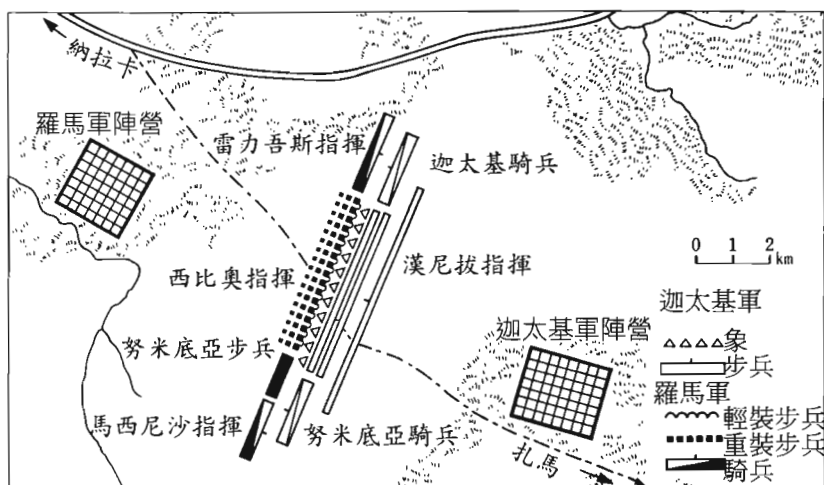 納拉卡
羅馬軍陣營
雷力吾斯指揮
迦太基騎兵
西比奧指揮
漢尼拔指揮
努米底亞步兵
迦太基軍陣營
馬西尼沙指揮
努米底亞騎兵
扎馬
0 1 2
km
迦太基軍
象
步兵
羅馬軍
輕裝步兵
重裝步兵
騎兵